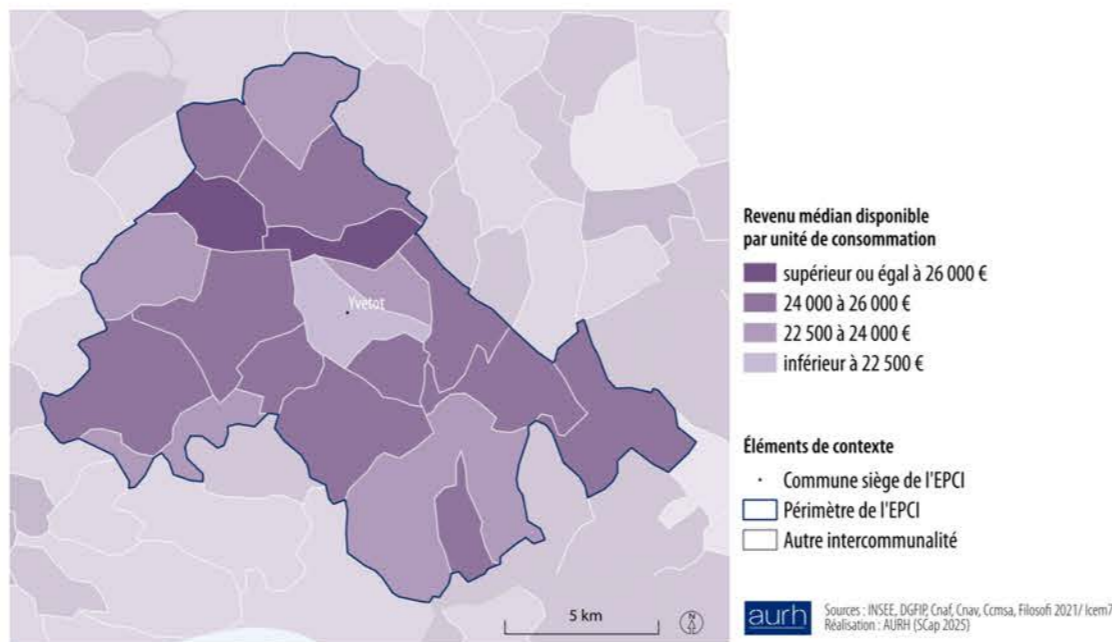 Yvetot
5 km
N
Revenu médian disponible
par unité de consommation
supérieur ou égal à 26 000 €
24 000 à 26 000 €
22 500 à 24 000 €
inférieur à 22 500 €
Éléments de contexte
Commune siège de l'EPCI
Périmètre de l'EPCI
Autre intercommunalité
aurh
Sources : INSEE, DGFIP, Cnaf, Cnav, Ccmsa, Filosofi 2021/ Icem7
Réalisation : AURH (SCap 2025)